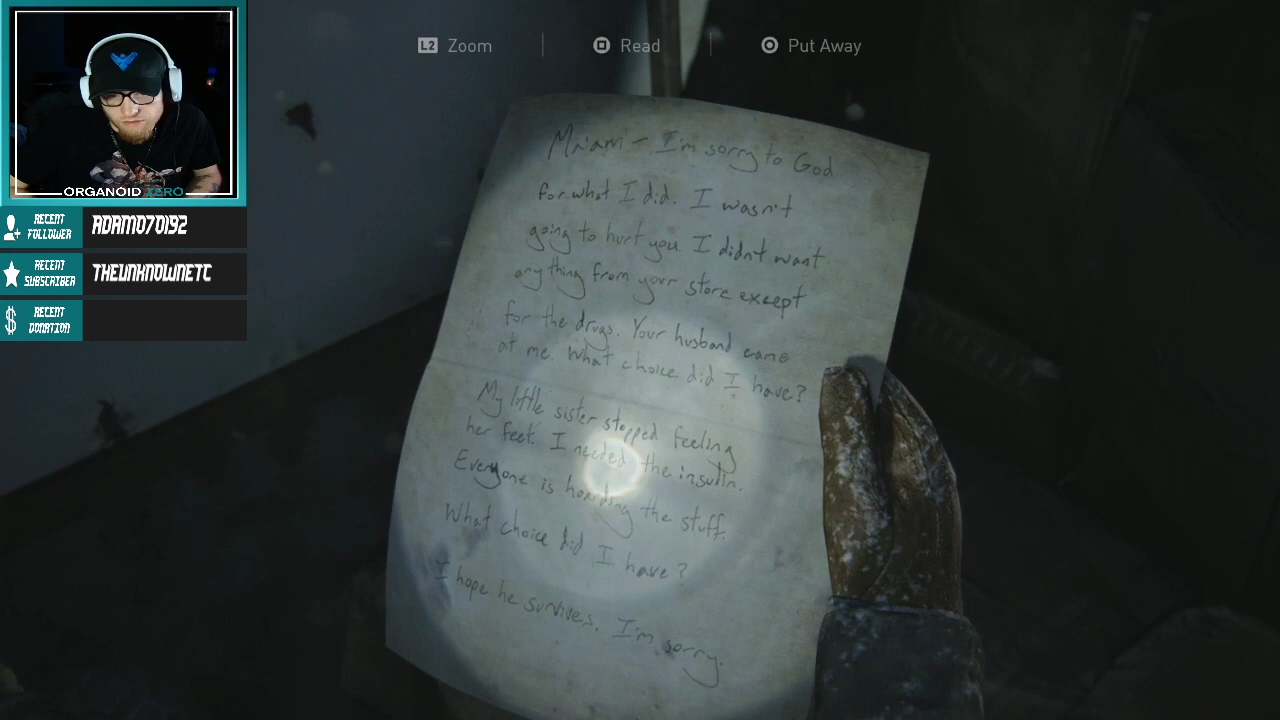 L2 Zoom
Read
Put Away
ORGANOID ZERO
RECENT FOLLOWER
ADAM070192
RECENT SUBSCRIBER
THEUNKNOWNETC
RECENT DONATION
Ma'am - I'm sorry to God
for what I did. I wasn't
going to hurt you. I didn't want
anything from your store except
for the drugs. Your husband came
at me. What choice did I have?
My little sister stopped feeling
her feet. I needed the insulin.
Everyone is hoarding the stuff.
What choice did I have?
I hope he survives. I'm sorry.